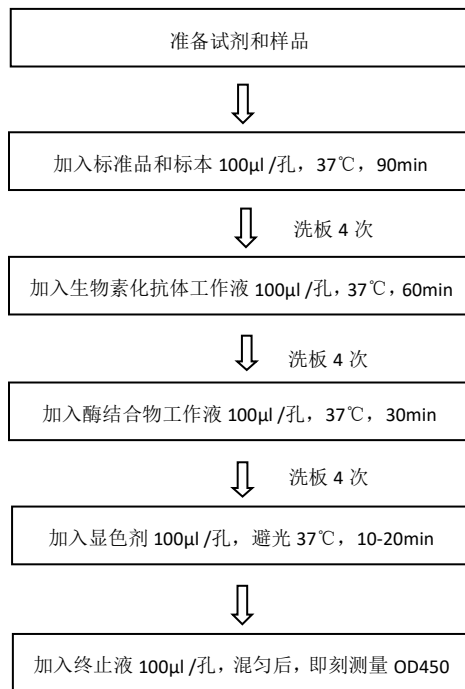 准备试剂和样品
加入标准品和标本 100μl /孔，37℃，90min
洗板 4 次
加入生物素化抗体工作液 100μl /孔，37℃，60min
洗板 4 次
加入酶结合物工作液 100μl /孔，37℃，30min
洗板 4 次
加入显色剂 100μl /孔，避光 37℃，10-20min
加入终止液 100μl /孔，混匀后，即刻测量 OD450